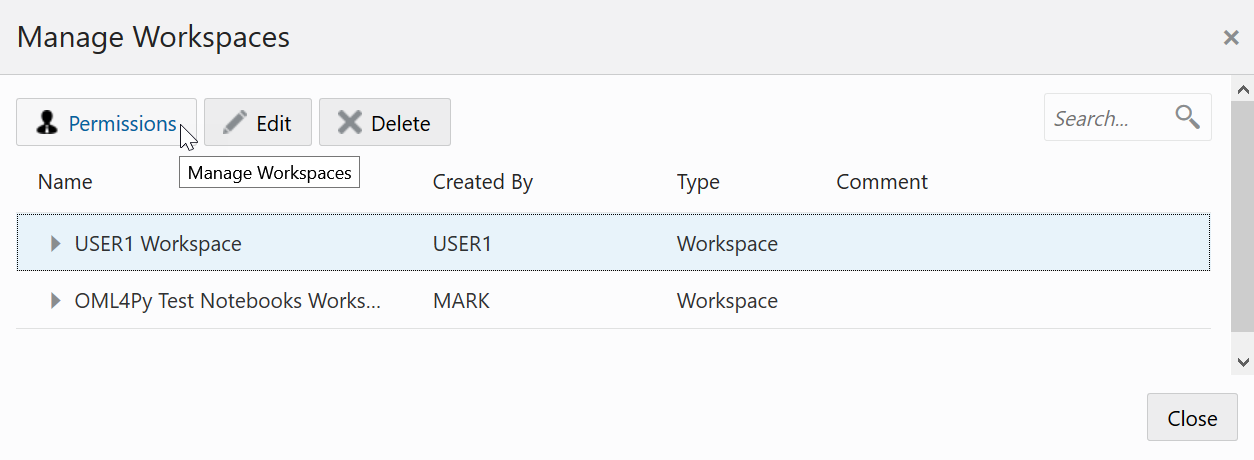 Manage Workspaces
Permissions Edit Delete Search...
Manage Workspaces
Name Created By Type Comment
USER1 Workspace USER1 Workspace
OML4Py Test Notebooks Works... MARK Workspace
Close